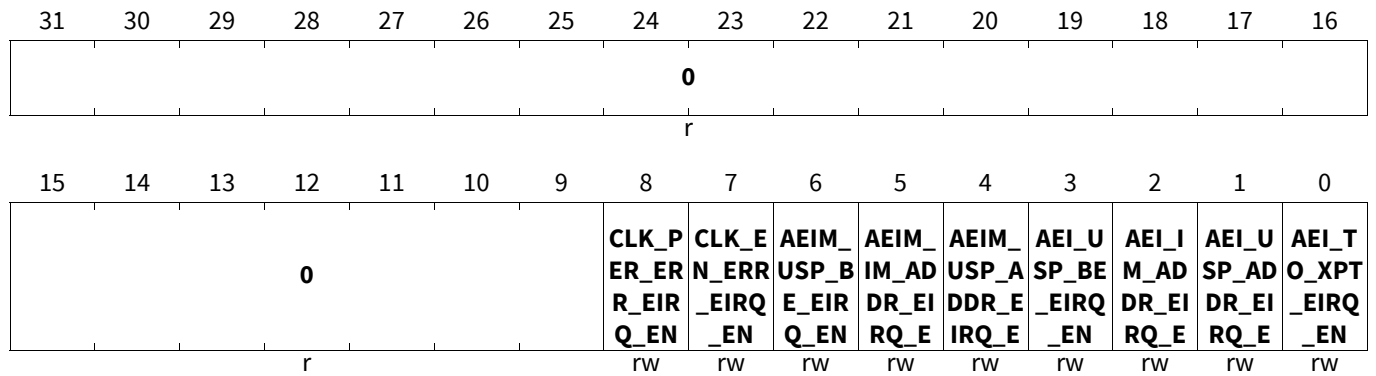 31 30 29 28 27 26 25 24 23 22 21 20 19 18 17 16
0
r
15 14 13 12 11 10 9 8 7 6 5 4 3 2 1 0
CLK_P CLK_E AEIM_ AEIM_ AEIM_ AEI_U AEI_I AEI_U AEI_T
ER_ER N_ERR USP_B IM_AD USP_A SP_BE M_AD SP_AD O_XPT
0 R_EIR _EIRQ E_EIR DR_EI DDR_E _EIRQ DR_EI DR_EI _EIRQ
Q_EN _EN Q_EN RQ_E IRQ_E _EN RQ_E RQ_E _EN
r rw rw rw rw rw rw rw rw rw